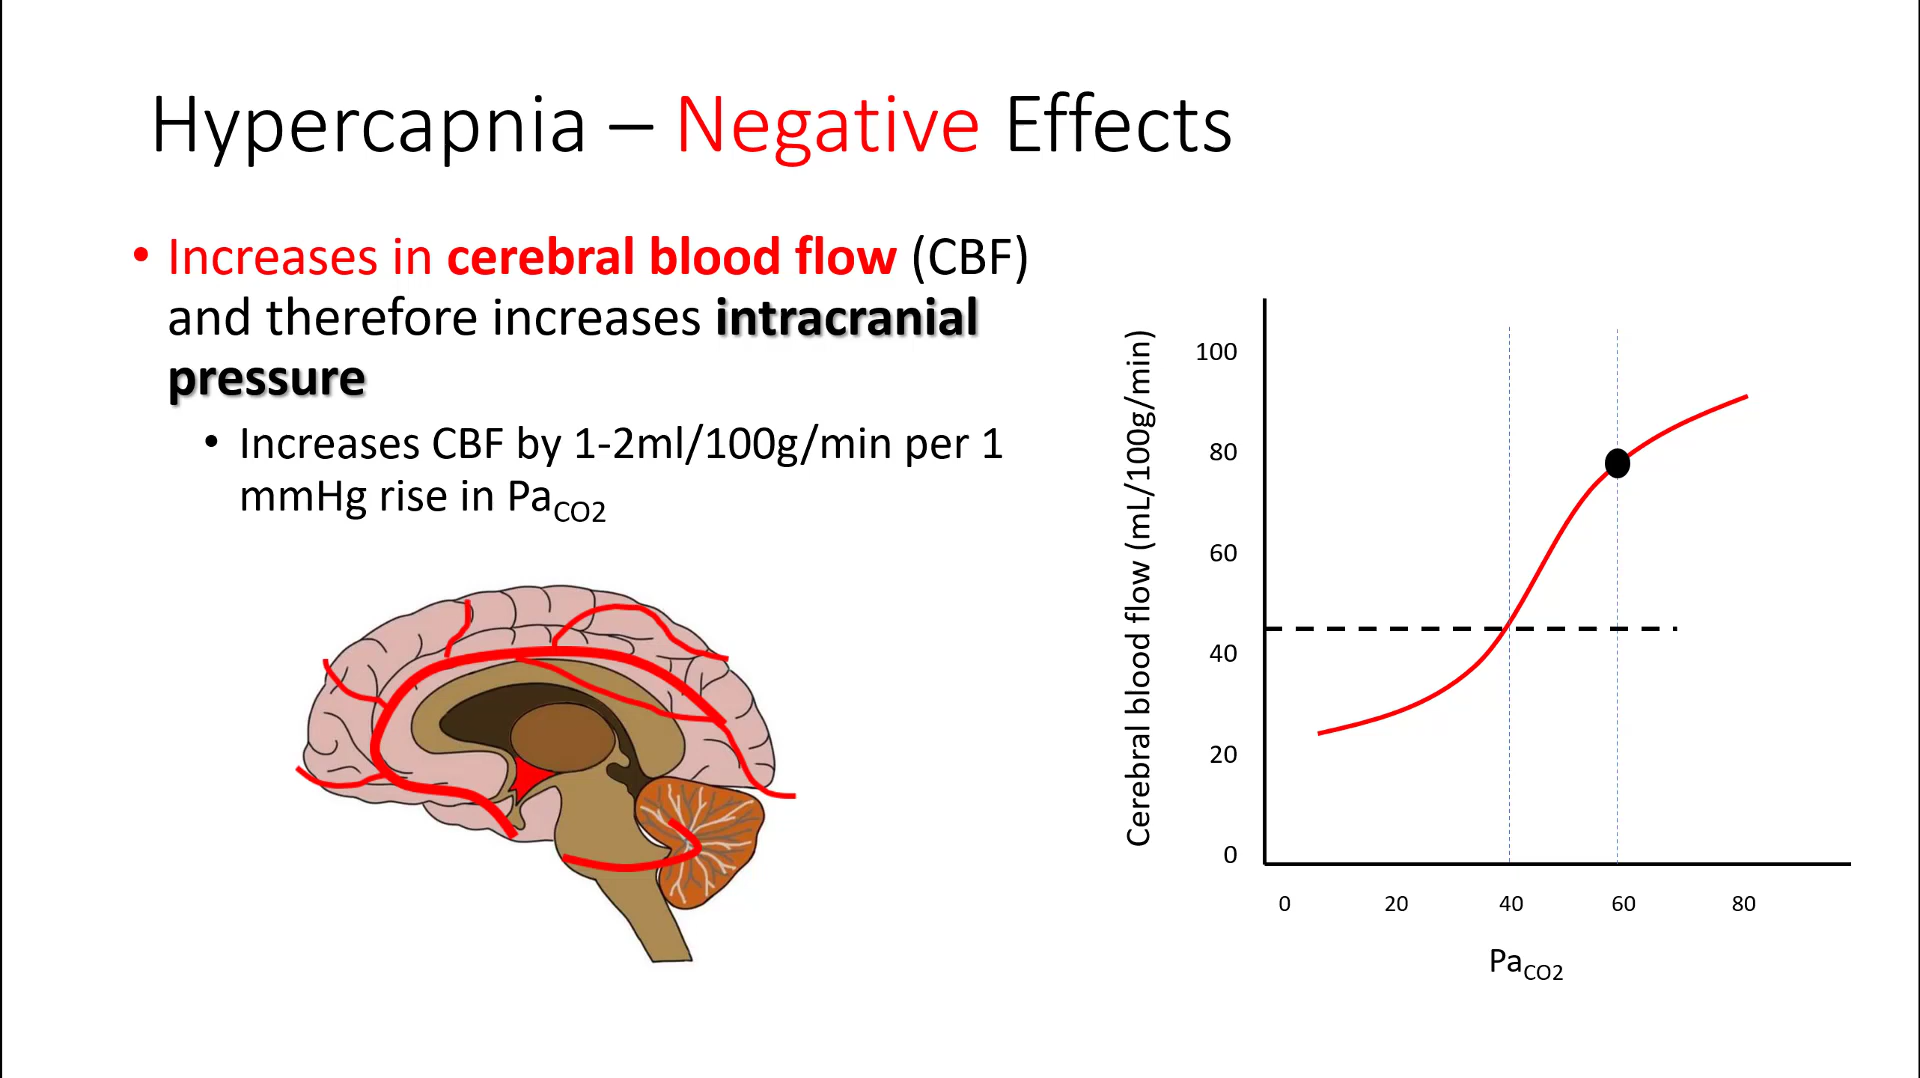 Hypercapnia – Negative Effects
• Increases in cerebral blood flow (CBF)
and therefore increases intracranial
pressure
• Increases CBF by 1-2ml/100g/min per 1
mmHg rise in PaCO2
Cerebral blood flow (mL/100g/min)
100
80
60
40
20
0
0 20 40 60 80
PaCO2